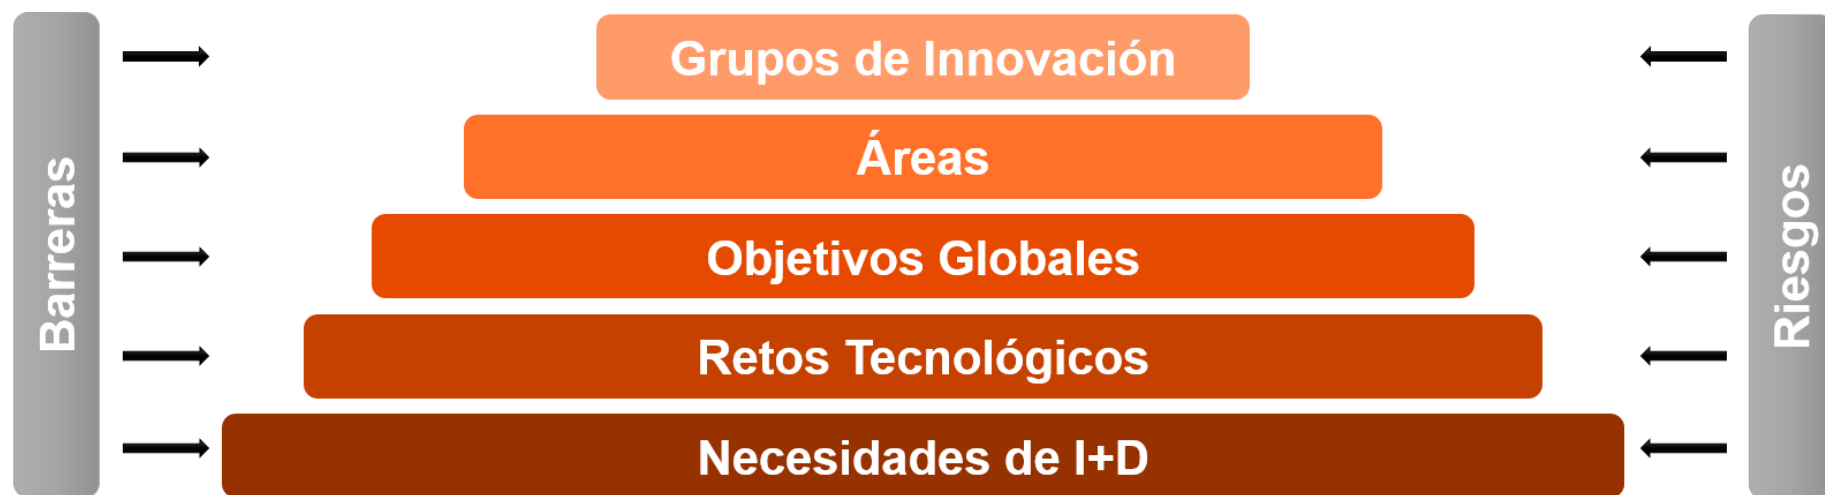 Barreras
Grupos de Innovación
Áreas
Objetivos Globales
Retos Tecnológicos
Necesidades de I+D
Riesgos